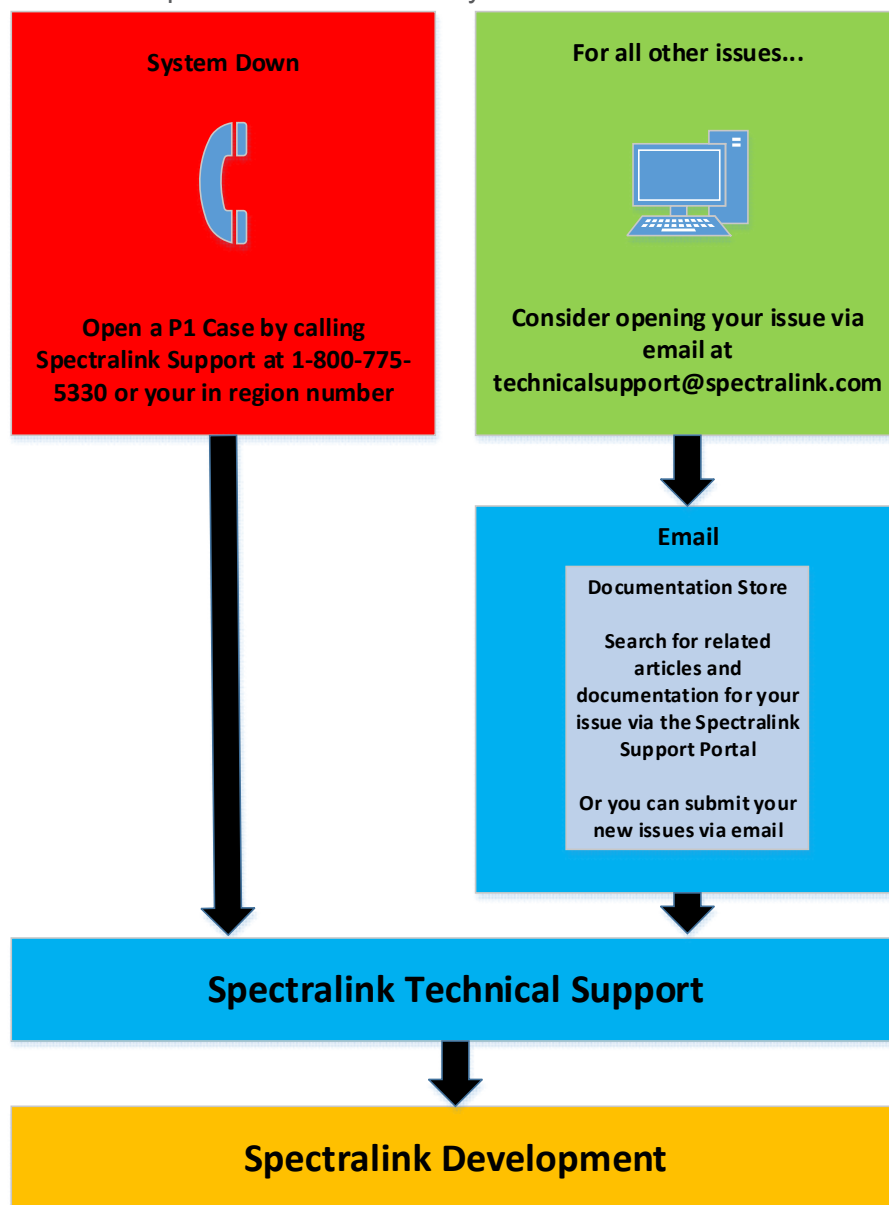 System Down
Open a P1 Case by calling
Spectralink Support at 1-800-775-
5330 or your in region number
For all other issues...
Consider opening your issue via
email at
technicalsupport@spectralink.com
Email
Documentation Store
Search for related
articles and
documentation for your
issue via the Spectralink
Support Portal
Or you can submit your
new issues via email
Spectralink Technical Support
Spectralink Development